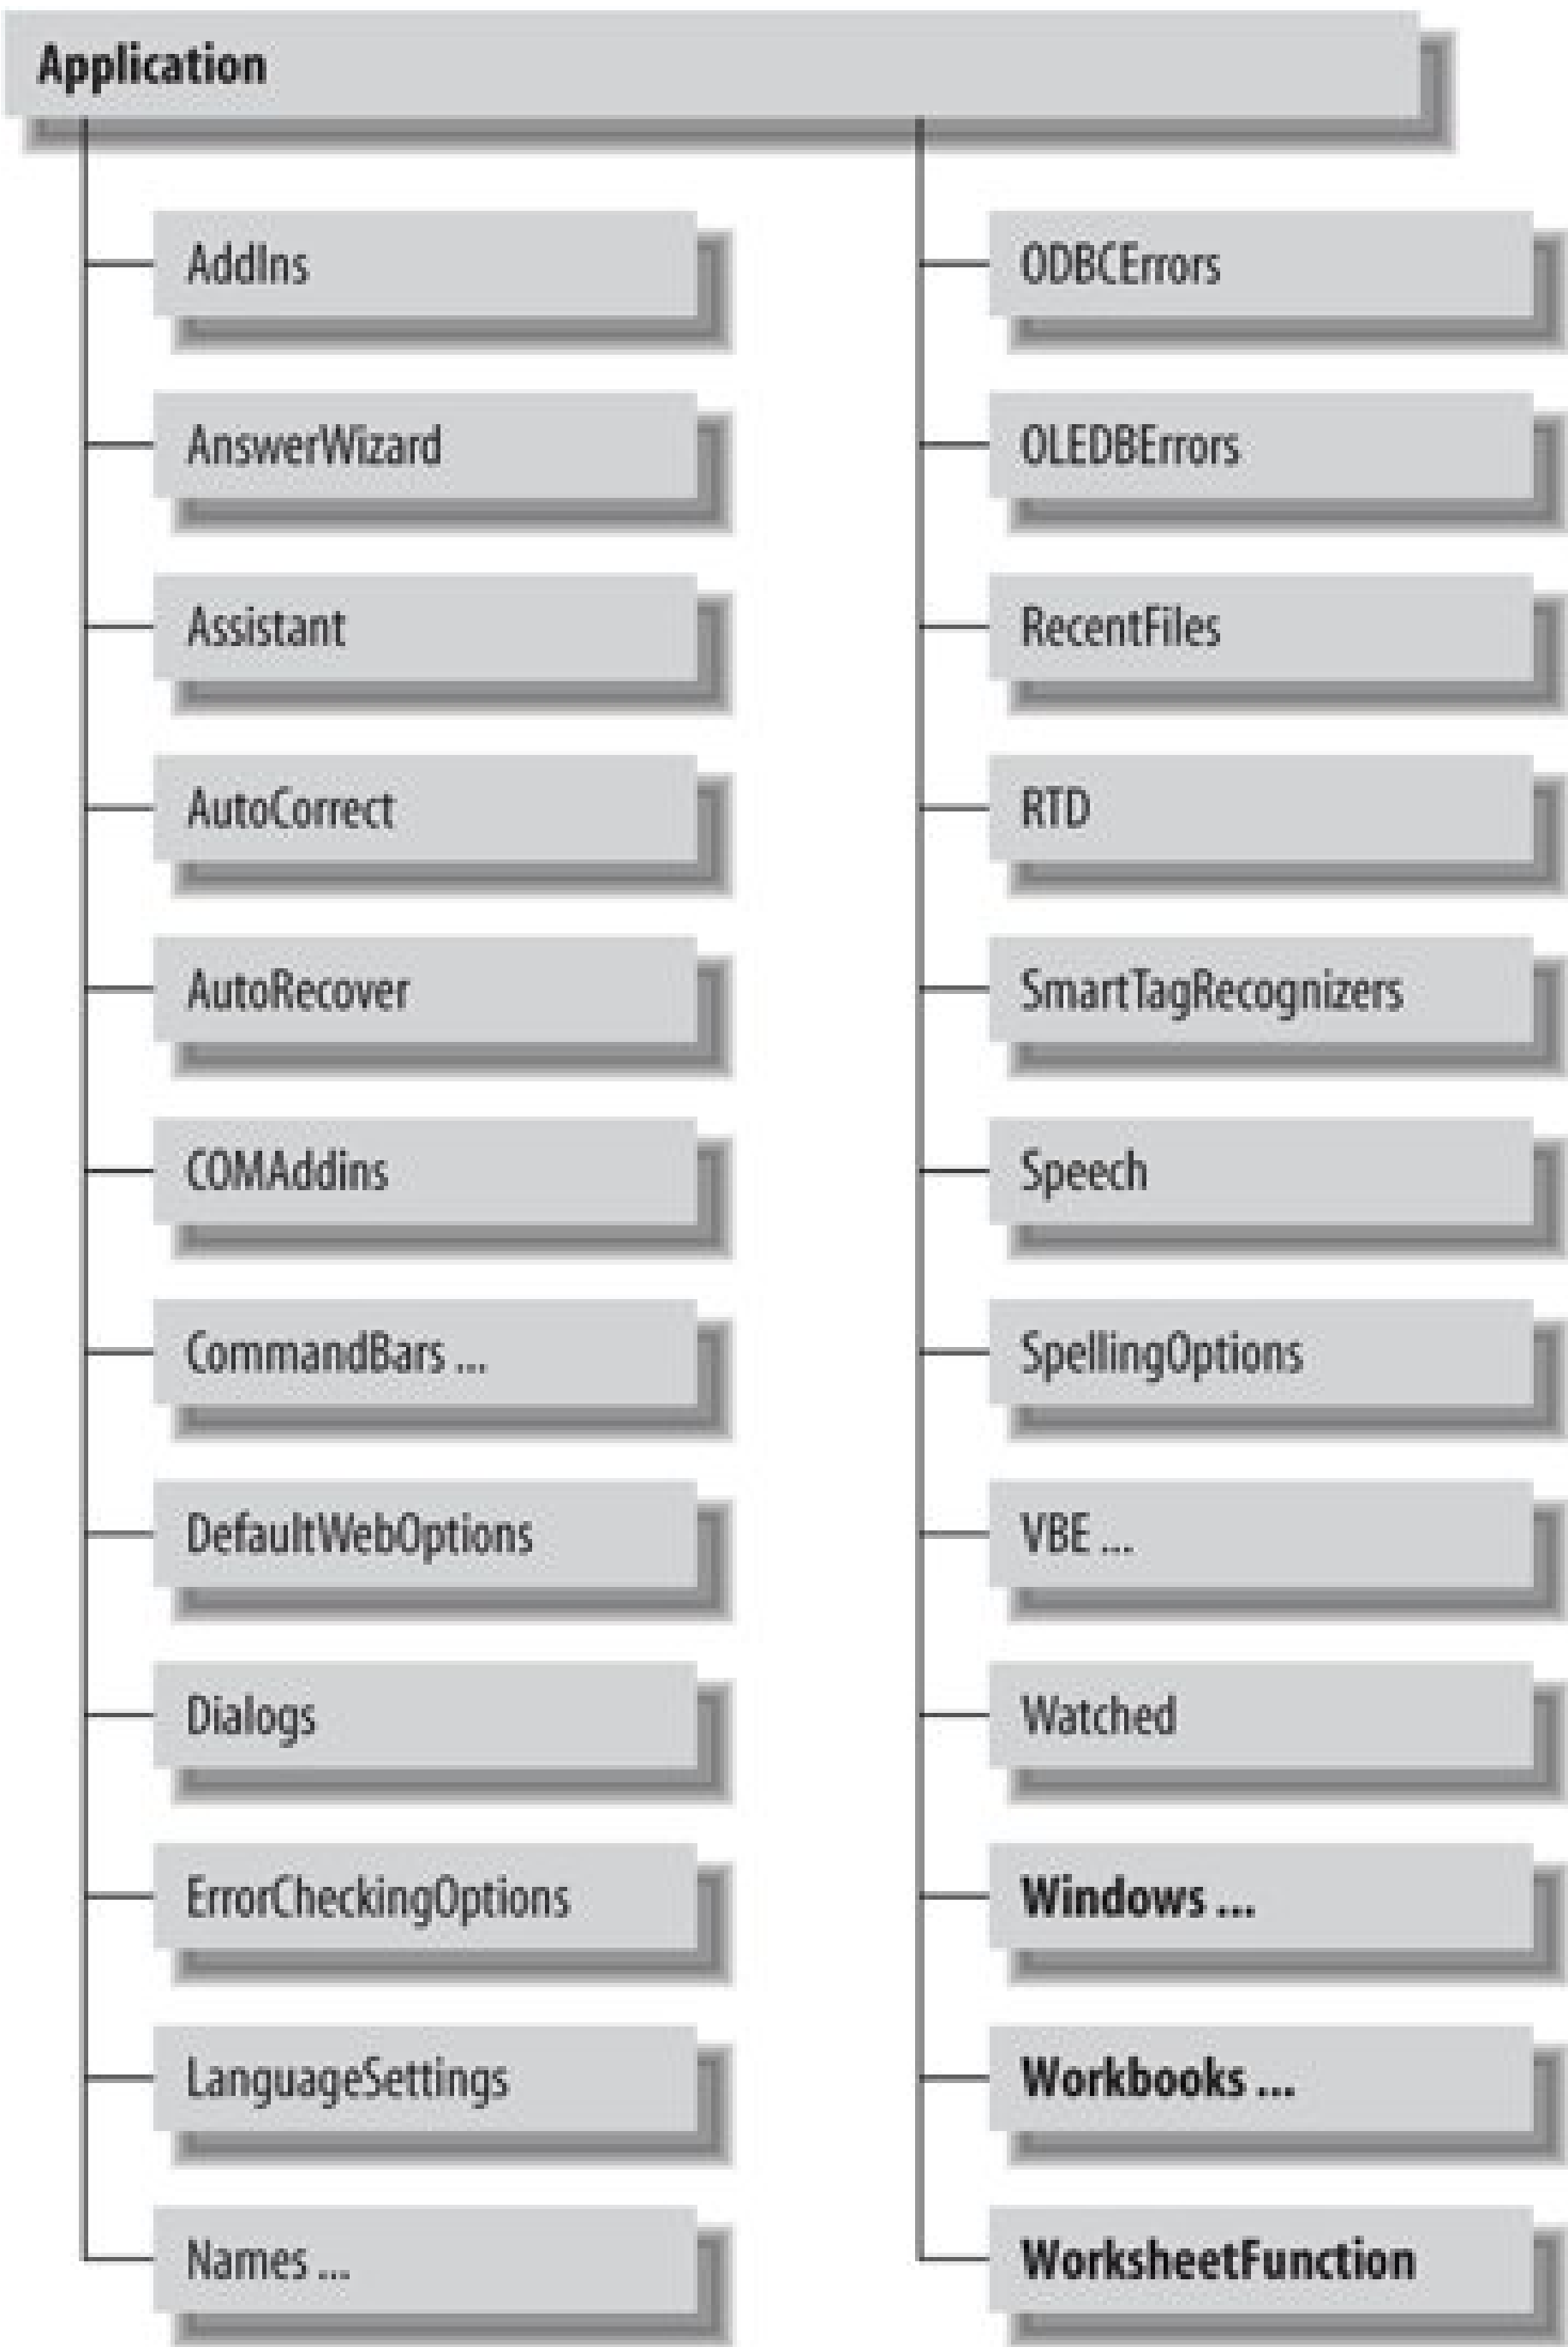 Application
AddIns
AnswerWizard
Assistant
AutoCorrect
AutoRecover
COMAddins
CommandBars ...
DefaultWebOptions
Dialogs
ErrorCheckingOptions
LanguageSettings
Names ...
ODBCErrors
OLEDBErrors
RecentFiles
RTD
SmartTagRecognizers
Speech
SpellingOptions
VBE ...
Watched
Windows ...
Workbooks ...
WorksheetFunction